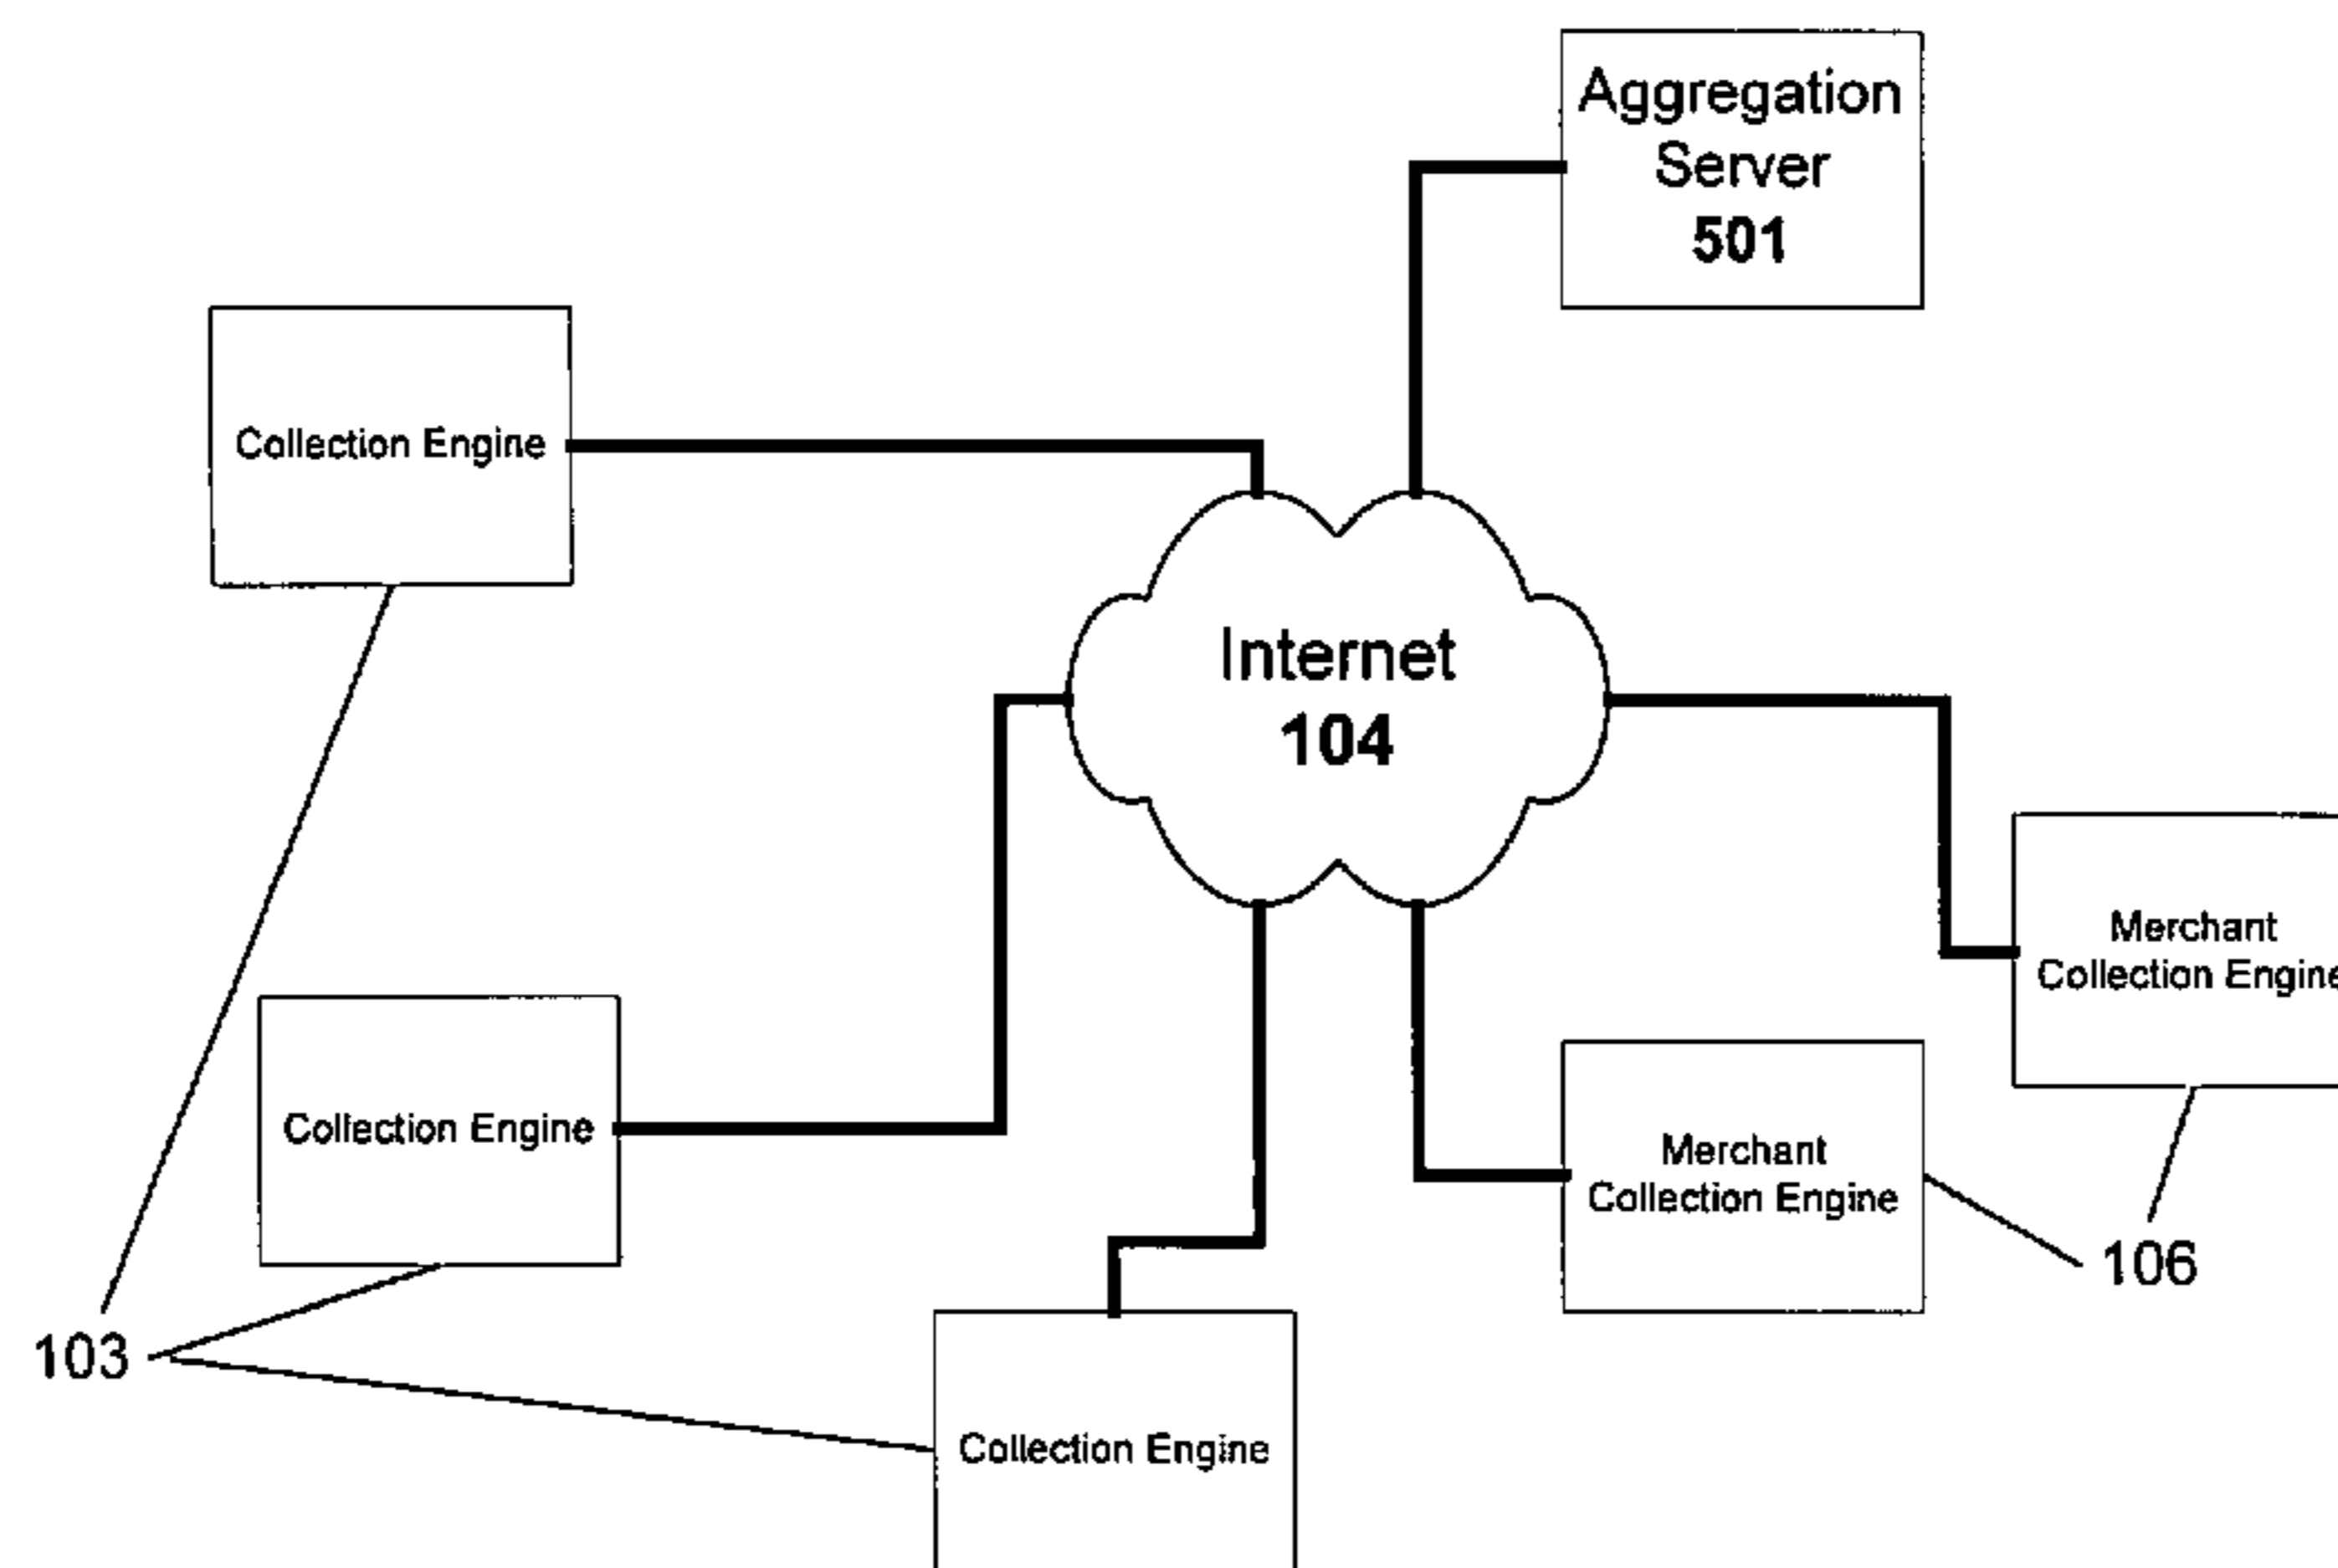 Aggregation
Server
501
Collection Engine
Internet
104
Merchant
Collection Engine
Collection Engine
Merchant
Collection Engine
106
103
Collection Engine